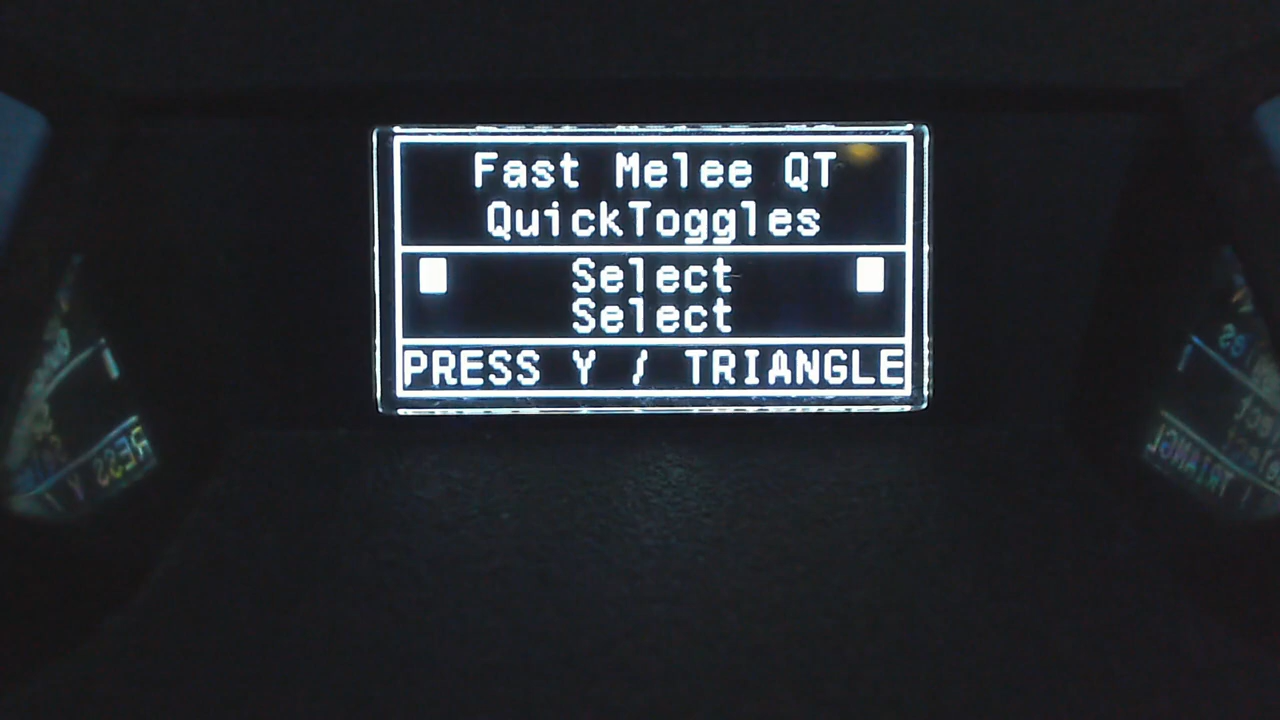 Fast Melee QT
QuickToggles
Select
Select
PRESS Y / TRIANGLE